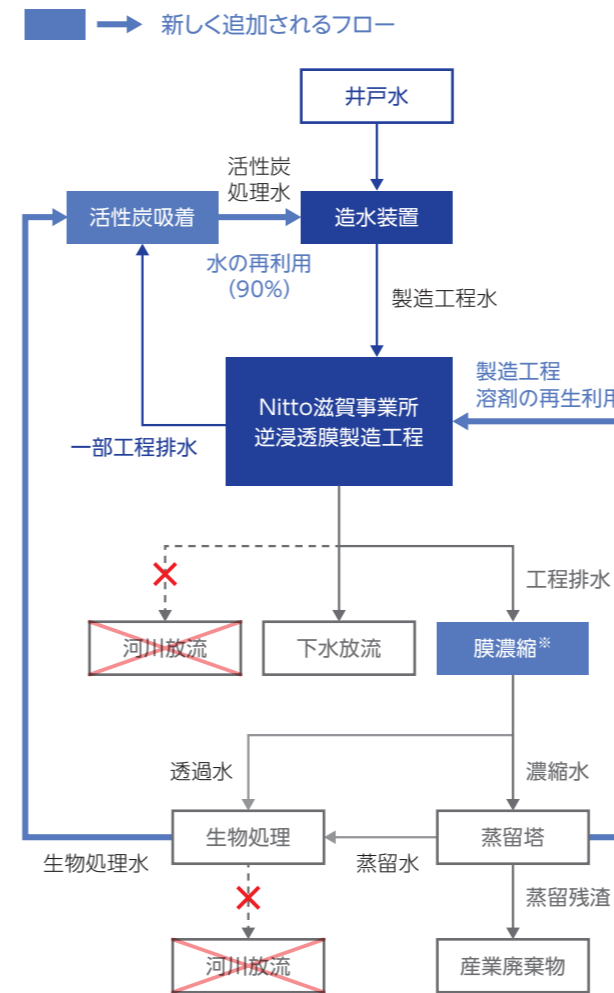 新しく追加されるフロー
井戸水
活性炭
処理水
活性炭吸着
造水装置
水の再利用
(90%)
製造工程水
製造工程
溶剤の再生利用
Nitto滋賀事業所
逆浸透膜製造工程
一部工程排水
工程排水
河川放流
下水放流
膜濃縮※
透過水
濃縮水
生物処理
蒸留塔
生物処理水
蒸留水
蒸留残渣
河川放流
産業廃棄物